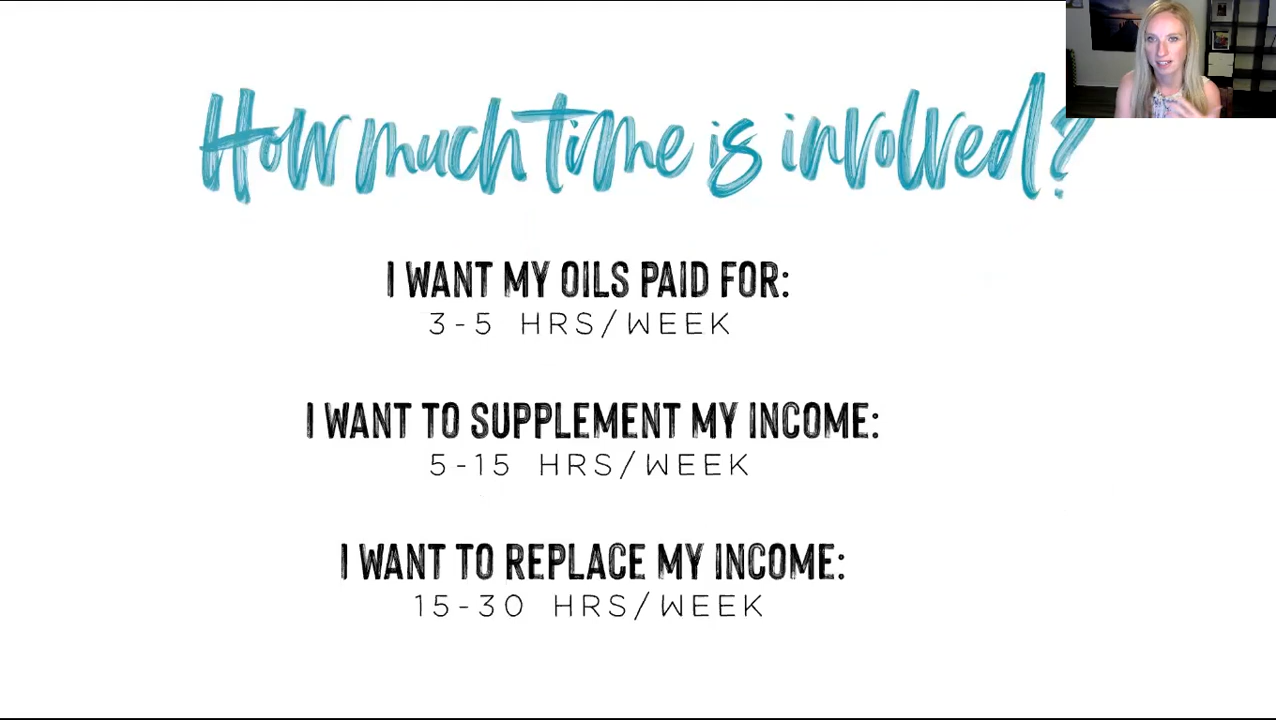 How much time is involved?
I WANT MY OILS PAID FOR:
3-5 HRS/WEEK
I WANT TO SUPPLEMENT MY INCOME:
5-15 HRS/WEEK
I WANT TO REPLACE MY INCOME:
15-30 HRS/WEEK